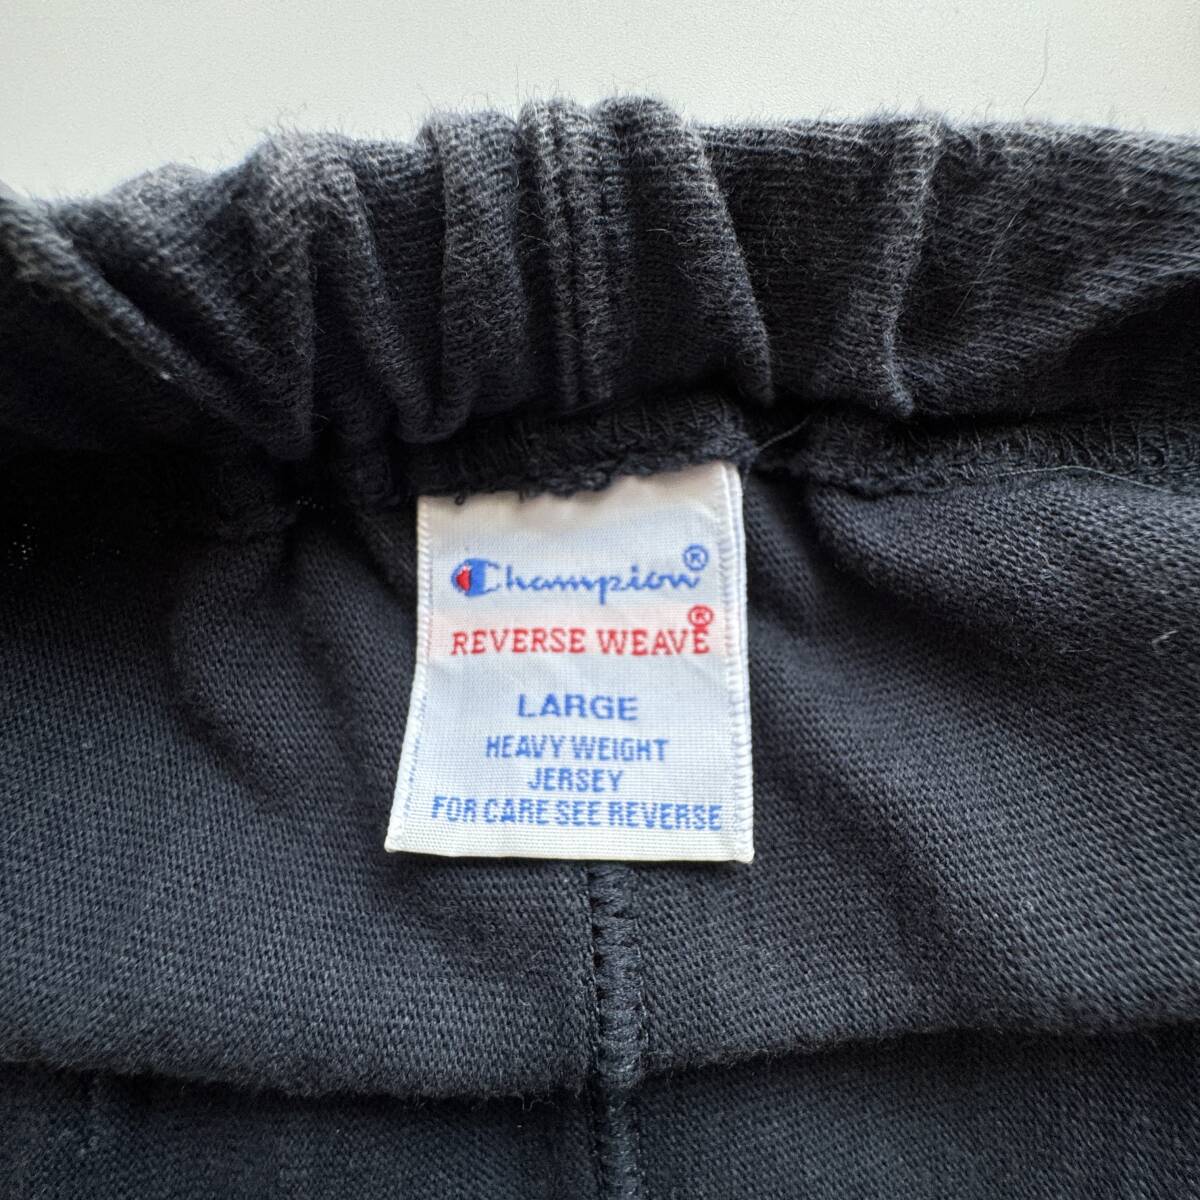 Champion®
REVERSE WEAVE®
LARGE
HEAVY WEIGHT
JERSEY
FOR CARE SEE REVERSE